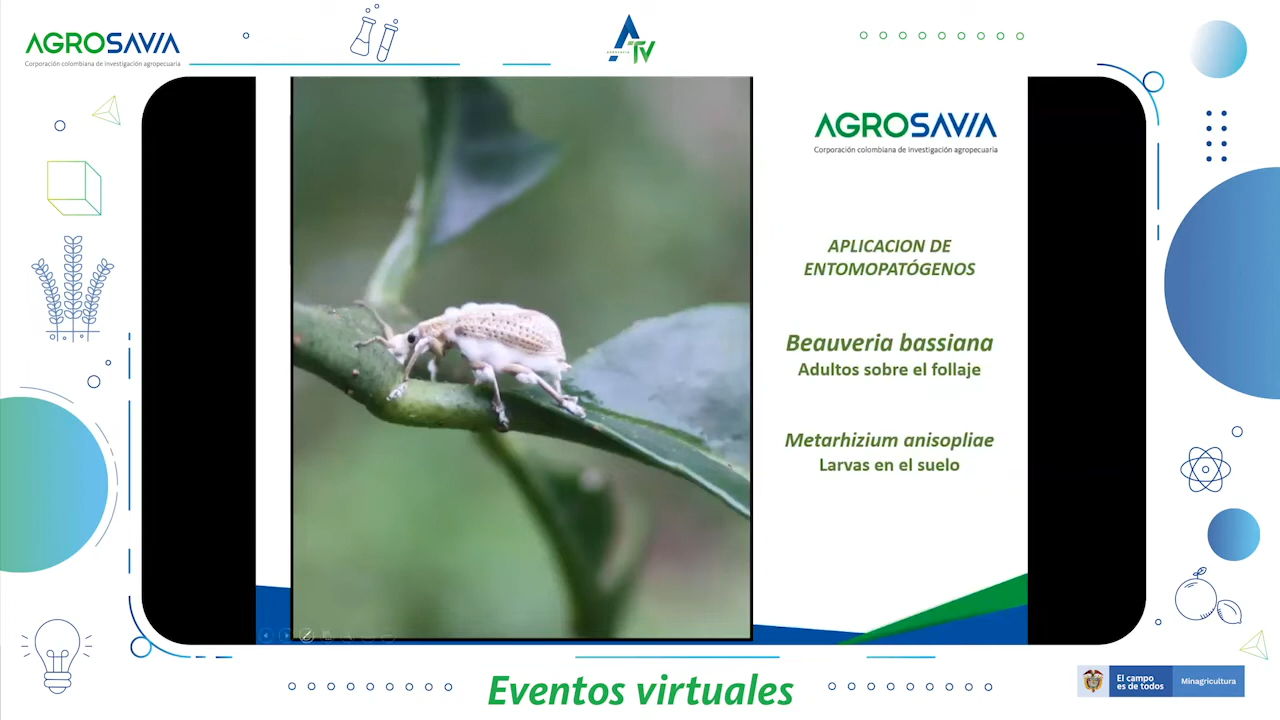 AGROSAVIA
Corporación colombiana de investigación agropecuaria
ATV
AGROSAVIA
Corporación colombiana de investigación agropecuaria
APLICACION DE
ENTOMOPATÓGENOS
Beauveria bassiana
Adultos sobre el follaje
Metarhizium anisopliae
Larvas en el suelo
Eventos virtuales
El campo
es de todos
Minagricultura